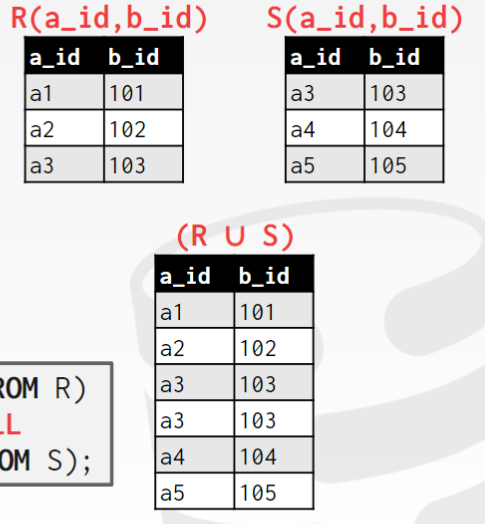 R(a_id,b_id) S(a_id,b_id)
a_id b_id a_id b_id
a1 101 a3 103
a2 102 a4 104
a3 103 a5 105
(R ∪ S)
a_id b_id
a1 101
a2 102
a3 103
a3 103
a4 104
a5 105
ROM R)
LL
OM S);